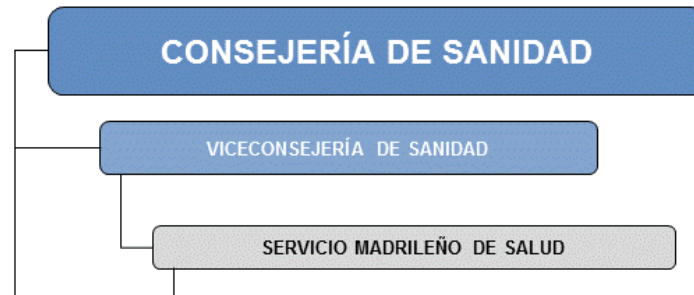 CONSEJERÍA DE SANIDAD
VICECONSEJERÍA DE SANIDAD
SERVICIO MADRILEÑO DE SALUD